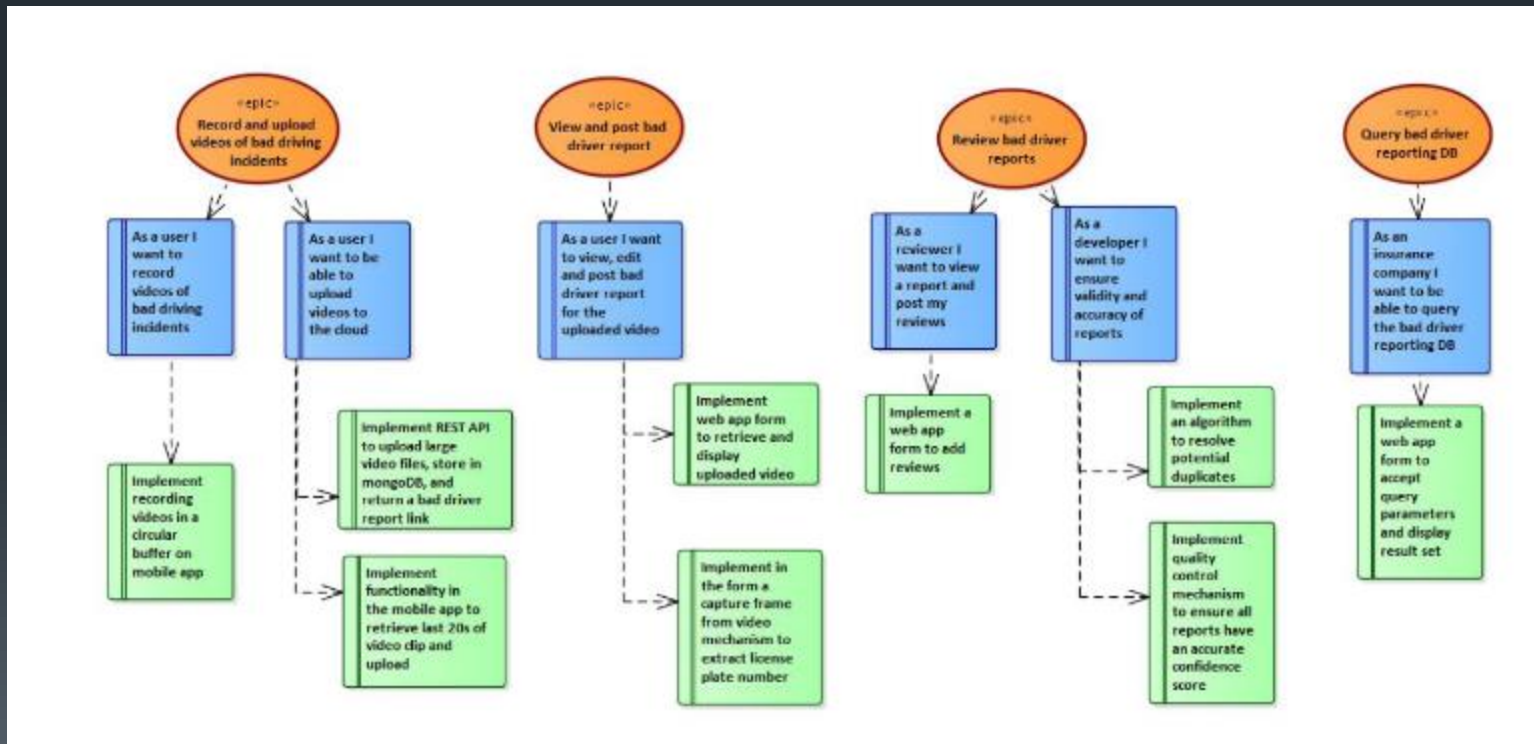 «epic»
Record and upload
videos of bad driving
incidents
«epic»
View and post bad
driver report
«epic»
Review bad driver
reports
«epic»
Query bad driver
reporting DB
As a user I
want to
record
videos of
bad driving
incidents
As a user I
want to be
able to
upload
videos to
the cloud
As a user I want
to view, edit
and post bad
driver report
for the
uploaded video
As a
reviewer I
want to view
a report and
post my
reviews
As a
developer I
want to
ensure
validity and
accuracy of
reports
As an
insurance
company I
want to be
able to query
the bad driver
reporting DB
Implement
recording
videos in a
circular
buffer on
mobile app
Implement REST API
to upload large
video files, store in
mongoDB, and
return a bad driver
report link
Implement
functionality in
the mobile app to
retrieve last 20s of
video clip and
upload
Implement
web app form
to retrieve and
display
uploaded video
Implement in
the form a
capture frame
from video
mechanism to
extract license
plate number
Implement a
web app
form to add
reviews
Implement
an algorithm
to resolve
potential
duplicates
Implement
quality
control
mechanism
to ensure all
reports have
an accurate
confidence
score
Implement a
web app
form to
accept
query
parameters
and display
result set